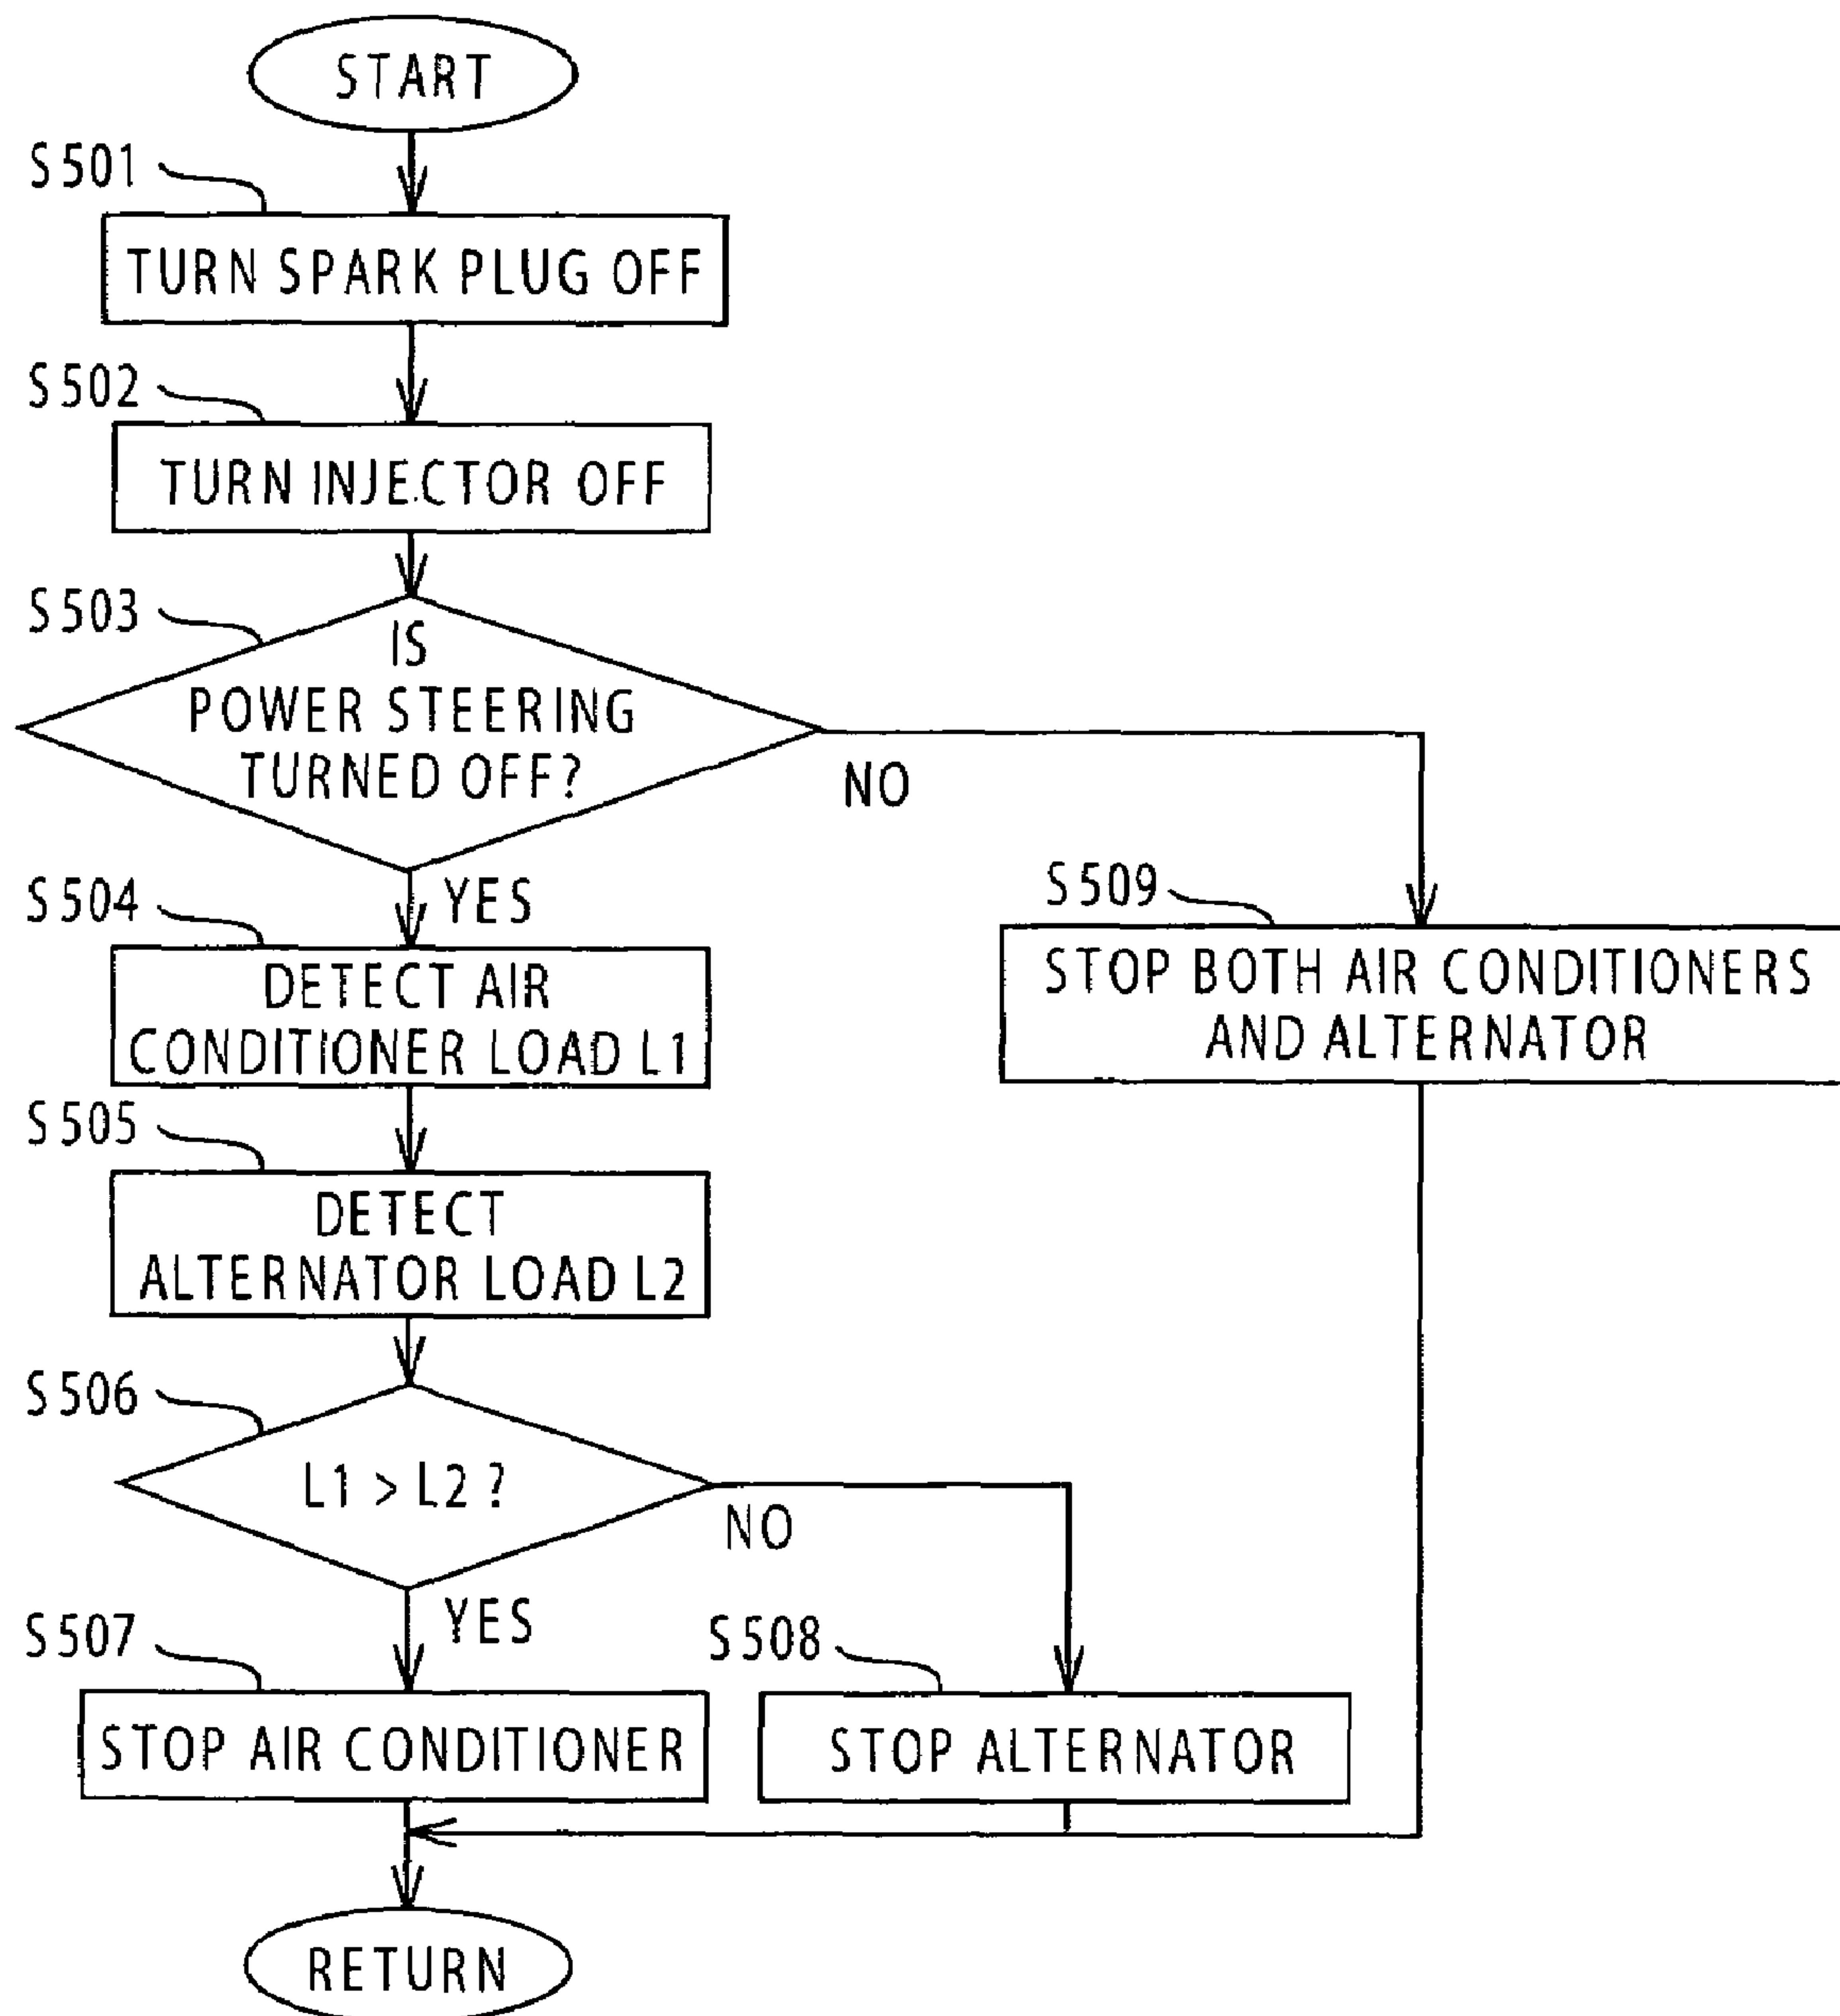 START
S501
TURN SPARK PLUG OFF
S502
TURN INJECTOR OFF
S503
IS
POWER STEERING
TURNED OFF?
NO
YES
S504
DETECT AIR
CONDITIONER LOAD L1
S509
STOP BOTH AIR CONDITIONERS
AND ALTERNATOR
S505
DETECT
ALTERNATOR LOAD L2
S506
L1 > L2 ?
NO
YES
S507
STOP AIR CONDITIONER
S508
STOP ALTERNATOR
RETURN